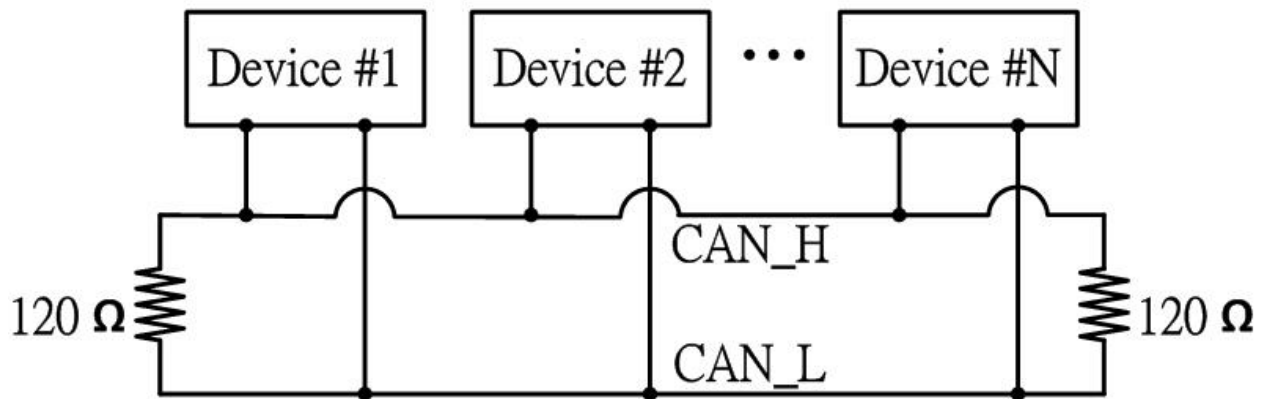 Device #1
Device #2
•••
Device #N
CAN_H
120 Ω
120 Ω
CAN_L